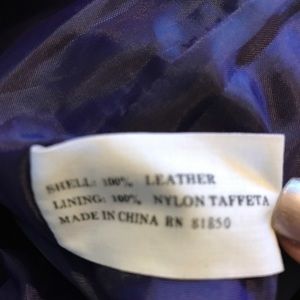 SHELL: 100% LEATHER
LINING: 100% NYLON TAFFETA
MADE IN CHINA RN 81850